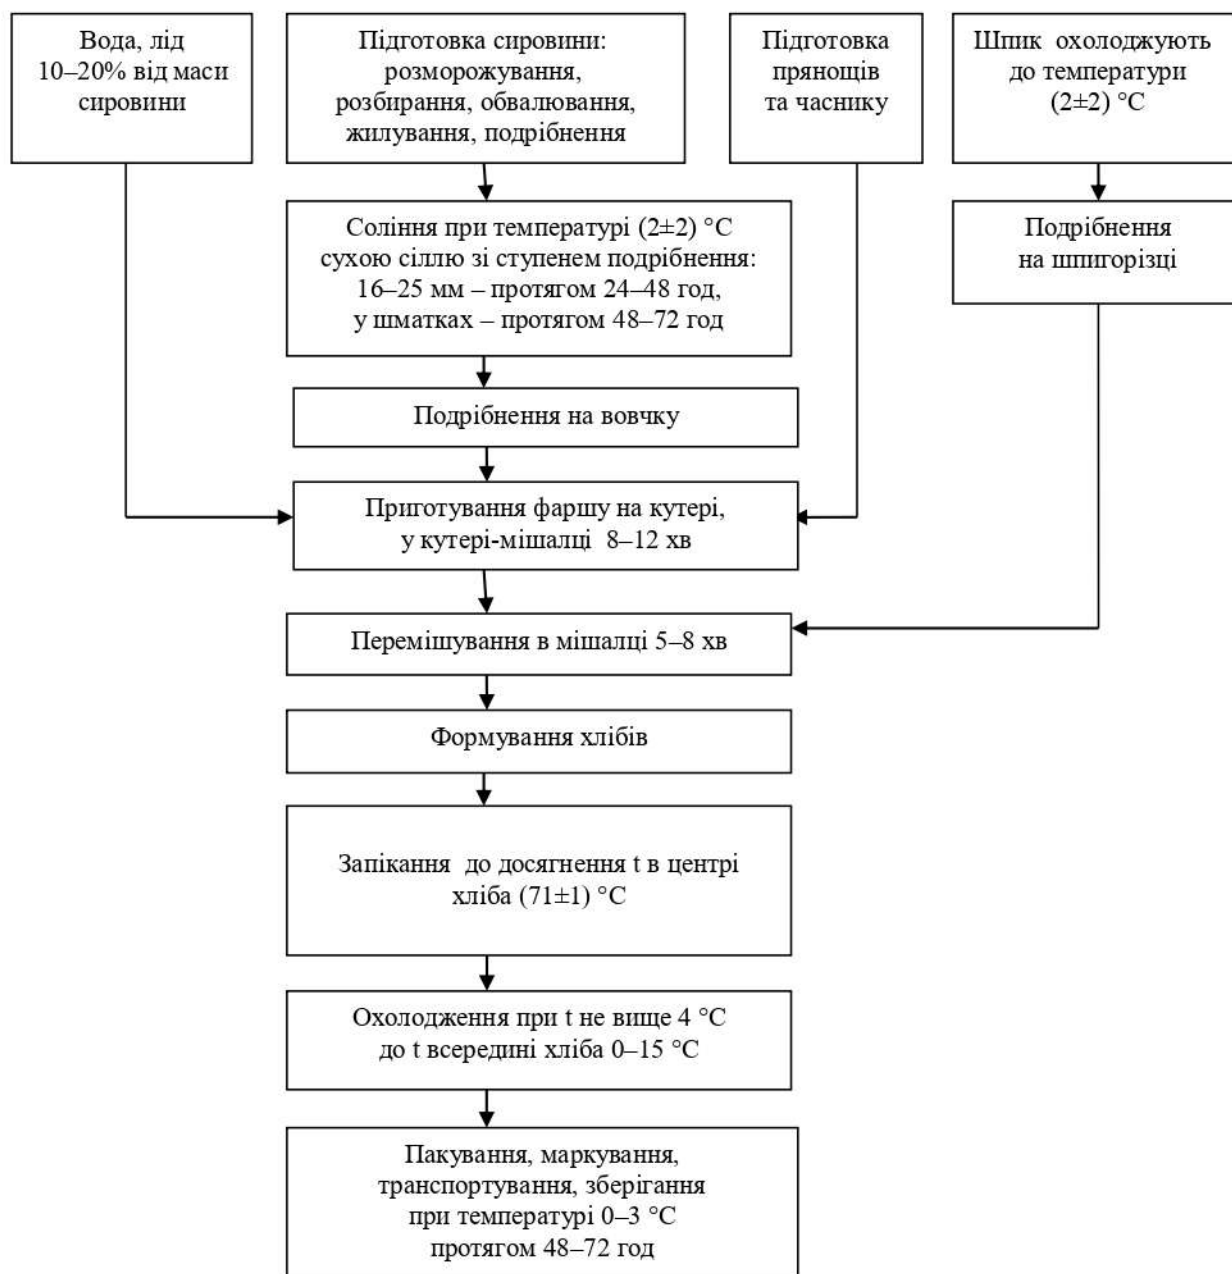 Вода, лід
10–20% від маси
сировини
Підготовка сировини:
розморожування,
розбирання, обвалювання,
жилування, подрібнення
Підготовка
прянощів
та часнику
Шпик охолоджують
до температури
(2±2) °С
Соління при температурі (2±2) °С
сухою сіллю зі ступенем подрібнення:
16–25 мм – протягом 24–48 год,
у шматках – протягом 48–72 год
Подрібнення
на шпигорізці
Подрібнення на вовчку
Приготування фаршу на кутері,
у кутері-мішалці 8–12 хв
Перемішування в мішалці 5–8 хв
Формування хлібів
Запікання до досягнення t в центрі
хліба (71±1) °С
Охолодження при t не вище 4 °С
до t всередині хліба 0–15 °С
Пакування, маркування,
транспортування, зберігання
при температурі 0–3 °С
протягом 48–72 год